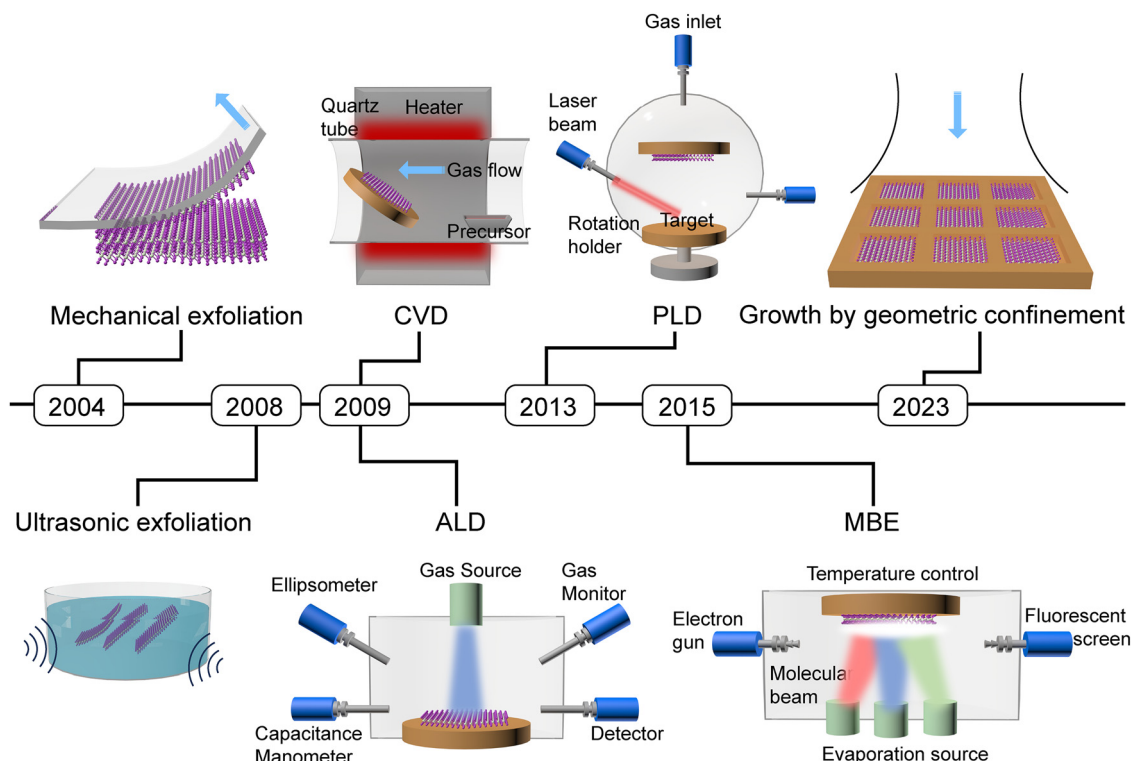 Gas inlet
Quartz
tube
Heater
Gas flow
Precursor
Laser
beam
Rotation
holder
Target
Mechanical exfoliation
CVD
PLD
Growth by geometric confinement
2004
2008
2009
2013
2015
2023
Ultrasonic exfoliation
ALD
MBE
Ellipsometer
Gas Source
Gas
Monitor
Capacitance
Manometer
Detector
Temperature control
Electron
gun
Molecular
beam
Fluorescent
screen
Evaporation source